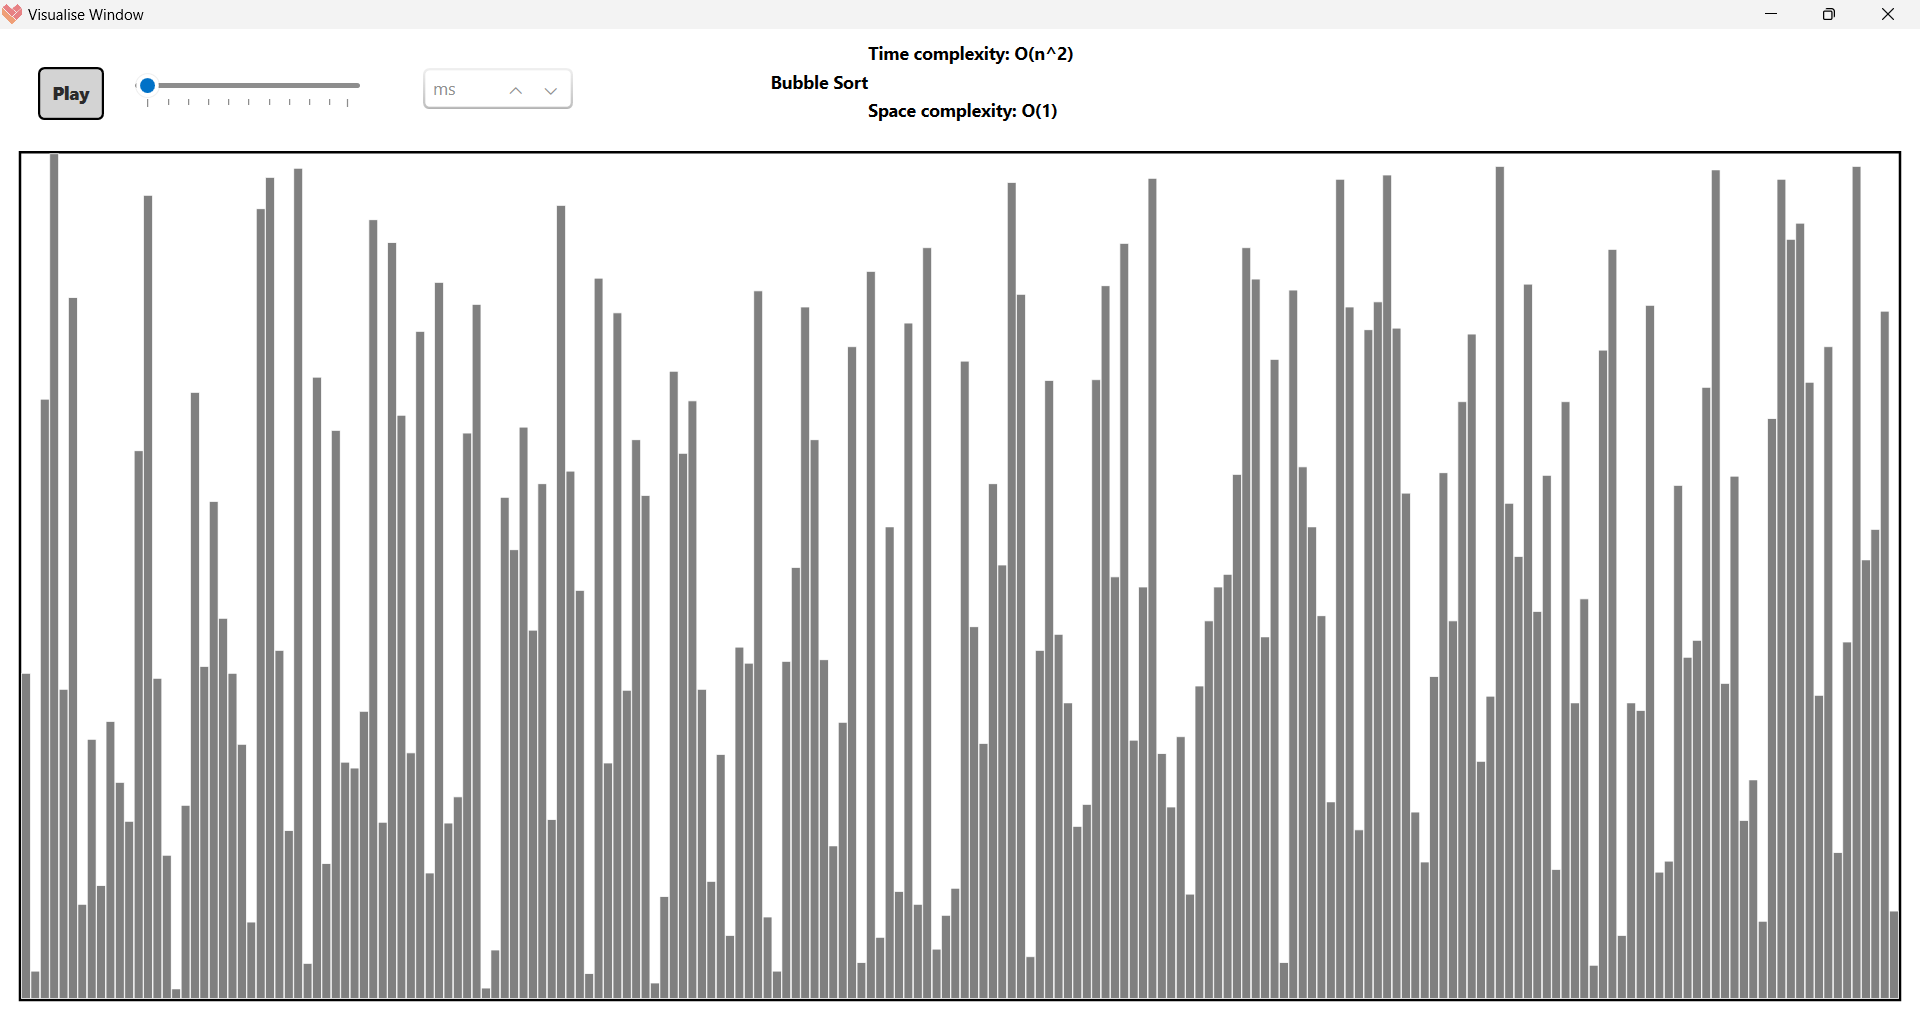 Visualise Window
Time complexity: O(n^2)
Play
ms
Bubble Sort
Space complexity: O(1)